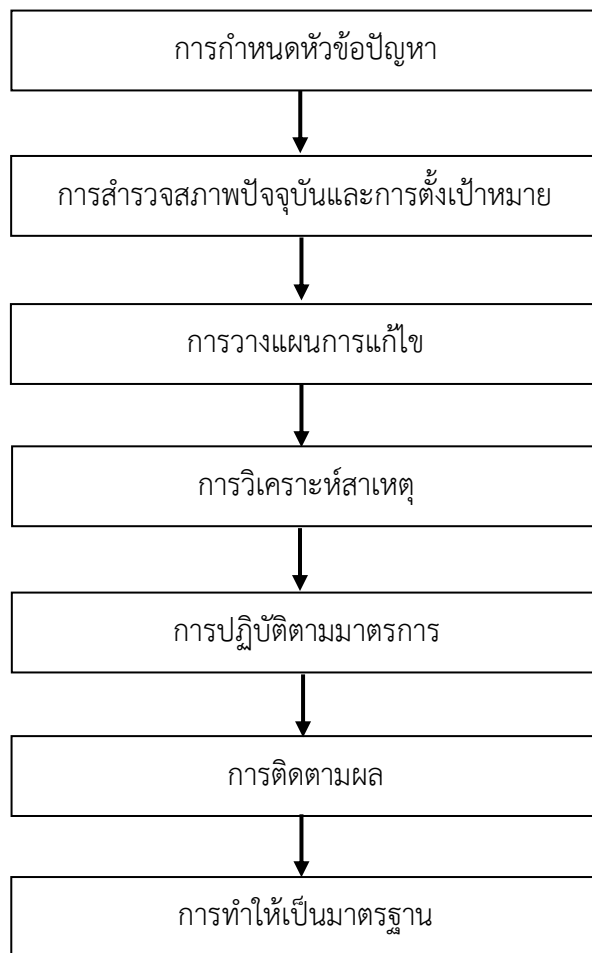 การกำหนดหัวข้อปัญหา
การสำรวจสภาพปัจจุบันและการตั้งเป้าหมาย
การวางแผนการแก้ไข
การวิเคราะห์สาเหตุ
การปฏิบัติตามมาตรการ
การติดตามผล
การทำให้เป็นมาตรฐาน